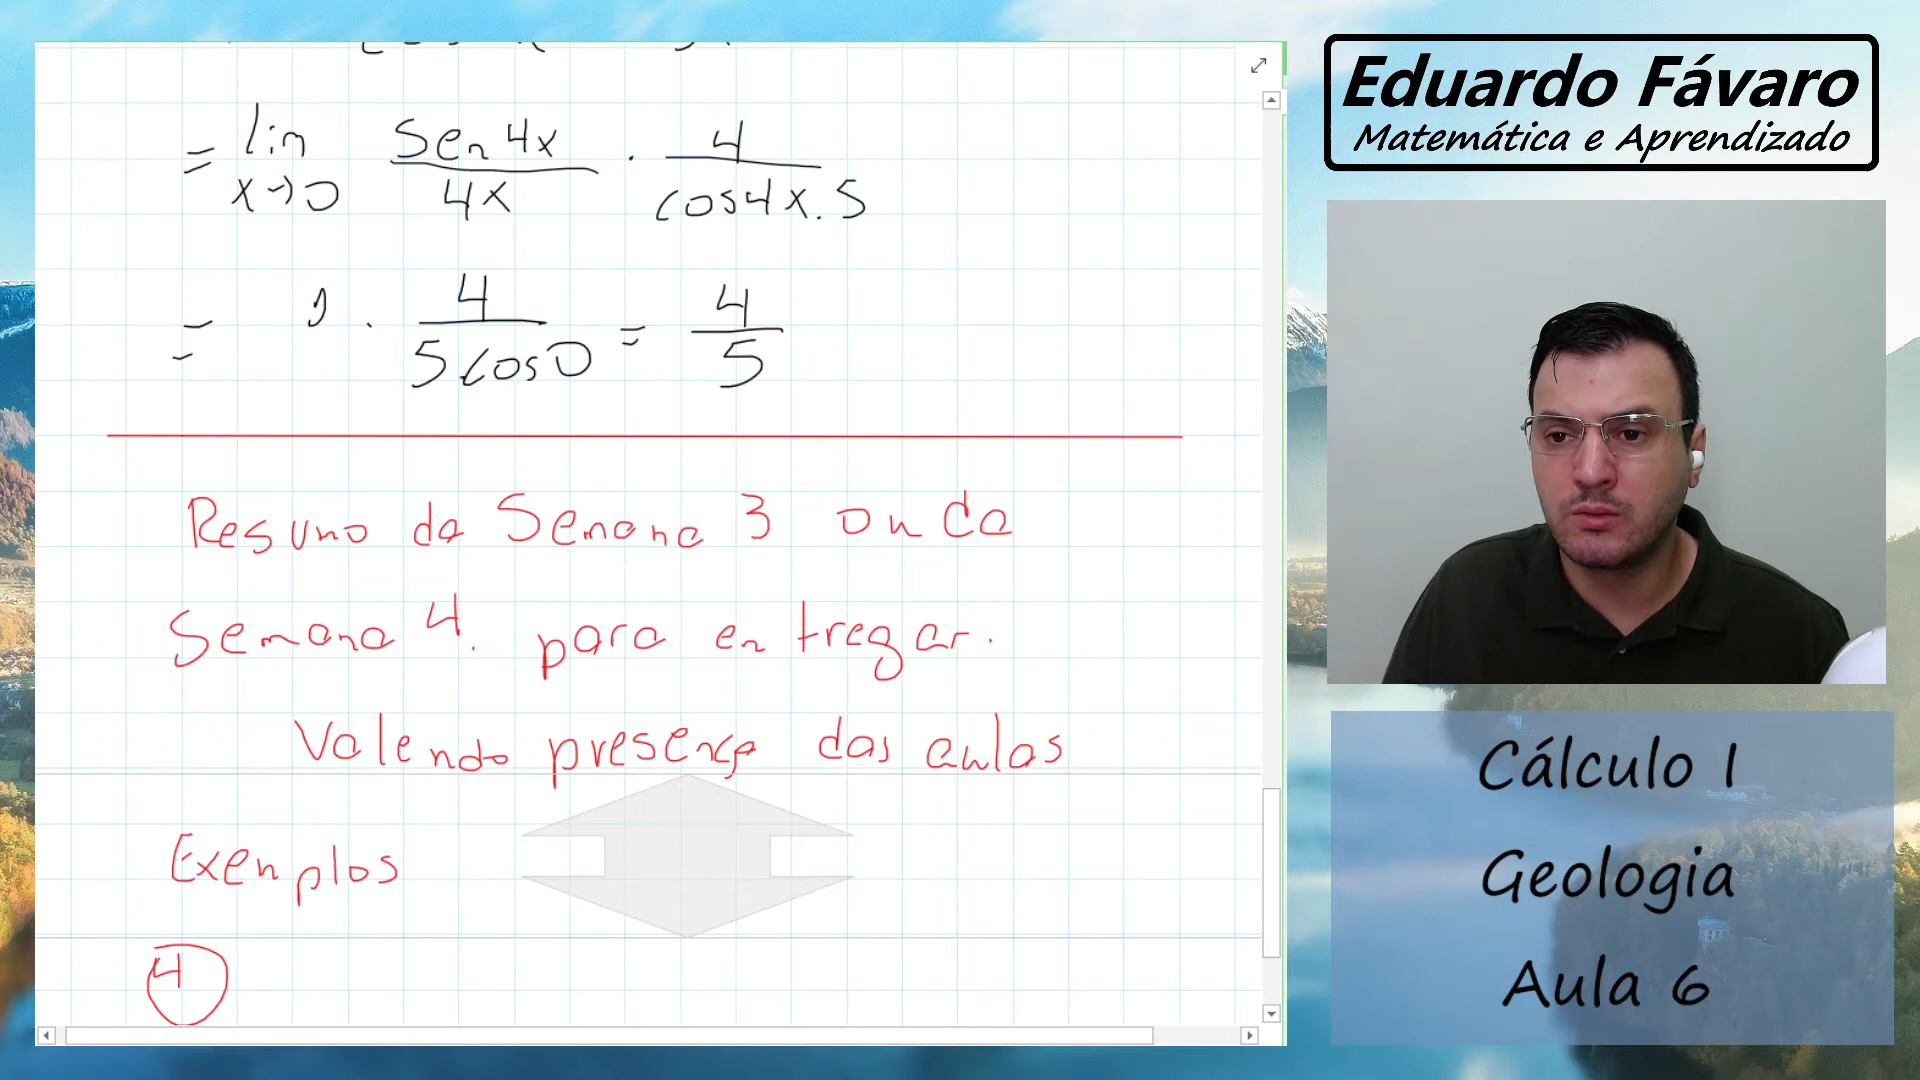 Eduardo Fávaro
Matemática e Aprendizado
= lim x→0 sen 4x / 4x . 4 / cos 4x . 5
= 1 . 4 / 5 cos 0 = 4 / 5
Resumo da Semana 3 ou da
Semana 4. para entregar.
Valendo presença das aulas
Exemplos
4
Cálculo I
Geologia
Aula 6